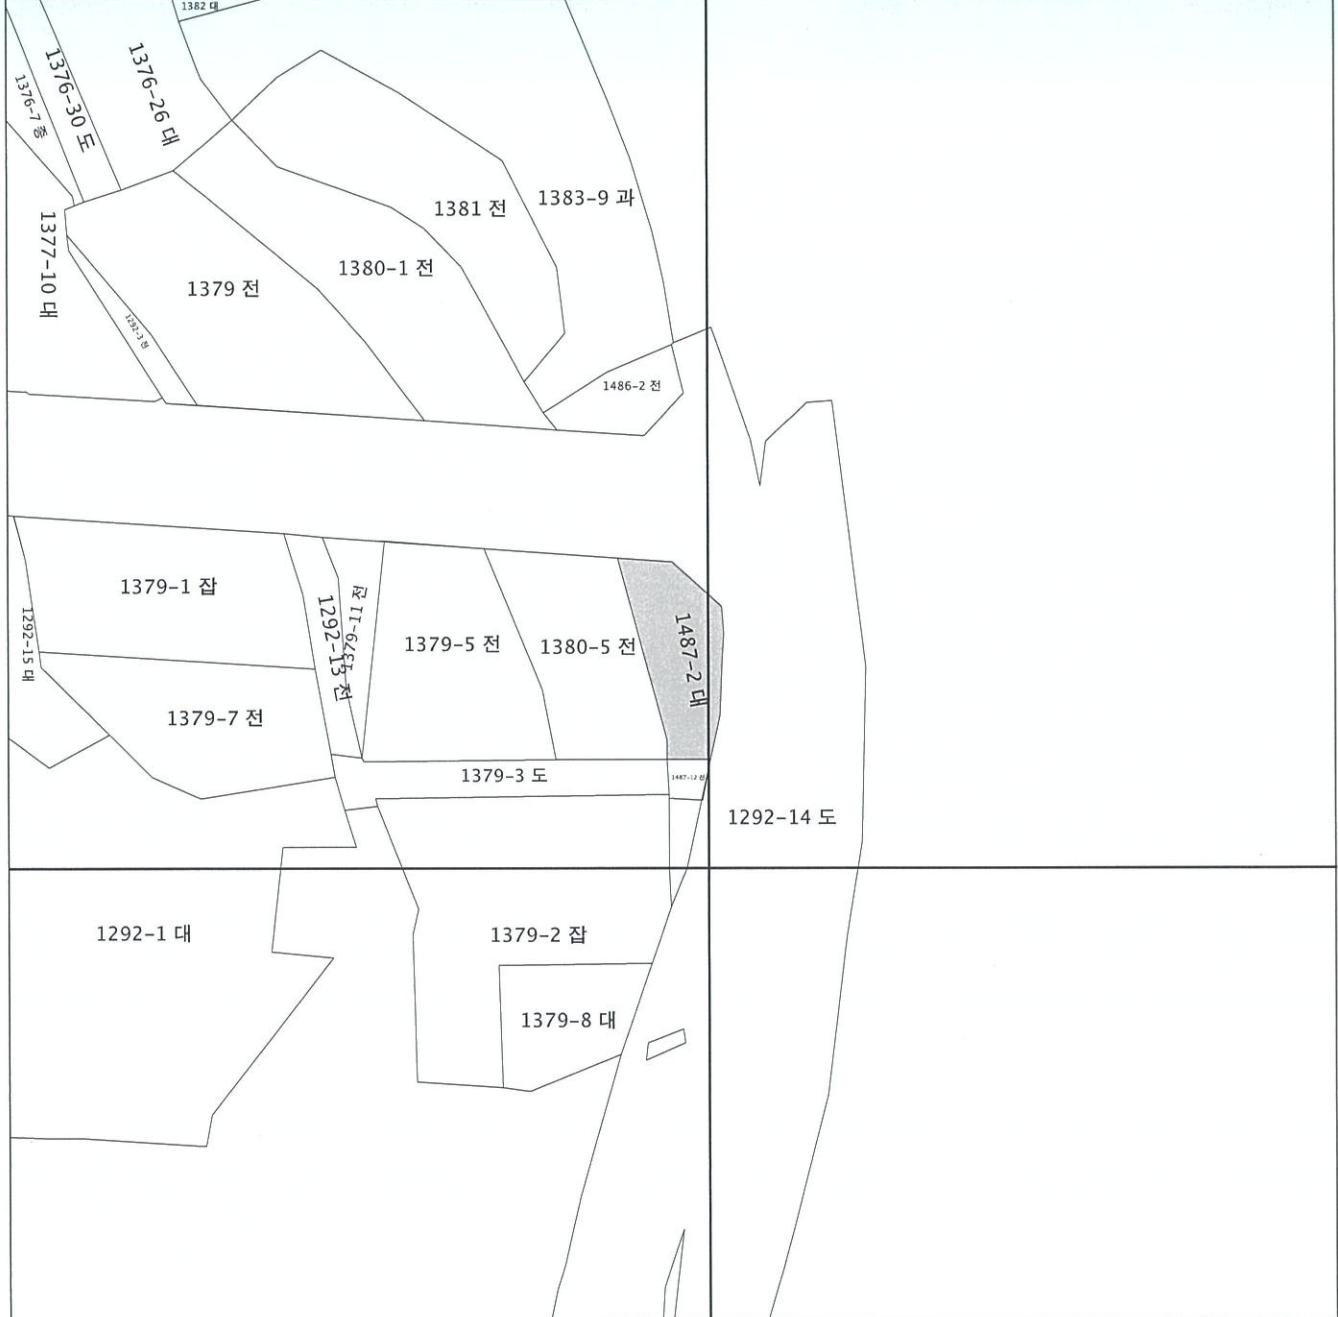 1382 대
1376-7 종
1376-30 도
1376-26 대
1377-10 대
1381 전
1383-9 과
1380-1 전
1379 전
1292-3 전
1486-2 전
1379-1 잡
1292-15 대
1292-13 전
1379-11 전
1379-5 전
1380-5 전
1487-2 대
1379-7 전
1379-3 도
1487-12 전
1292-14 도
1292-1 대
1379-2 잡
1379-8 대